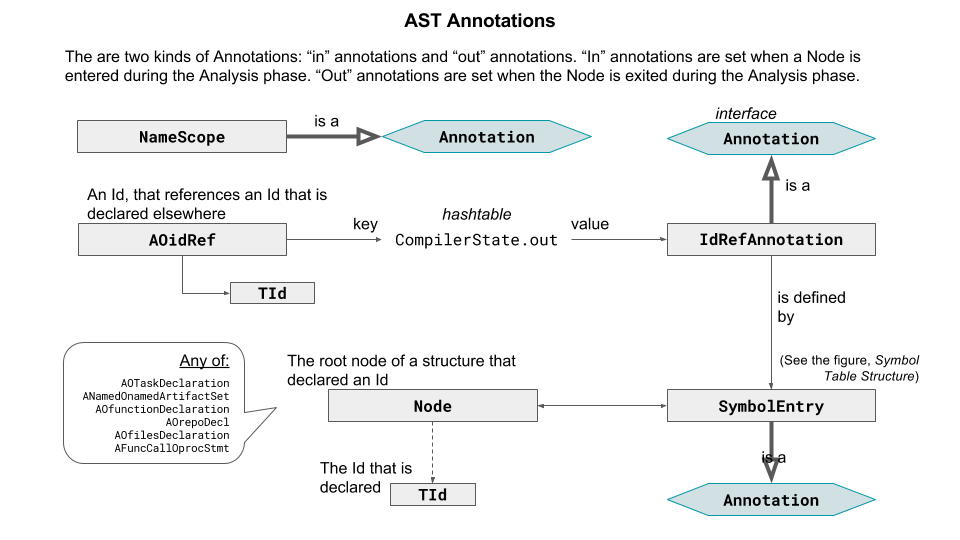 AST Annotations
The are two kinds of Annotations: “in” annotations and “out” annotations. “In” annotations are set when a Node is
entered during the Analysis phase. “Out” annotations are set when the Node is exited during the Analysis phase.
NameScope
is a
Annotation
interface
Annotation
is a
An Id, that references an Id that is
declared elsewhere
AOidRef
key
hashtable
CompilerState.out
value
IdRefAnnotation
TId
is defined
by
(See the figure, Symbol
Table Structure)
Any of:
AOTaskDeclaration
ANamedOnamedArtifactSet
AOfunctionDeclaration
AOrepoDecl
AOfilesDeclaration
AFuncCallOprocStmt
The root node of a structure that
declared an Id
Node
SymbolEntry
The Id that is
declared
TId
is a
Annotation